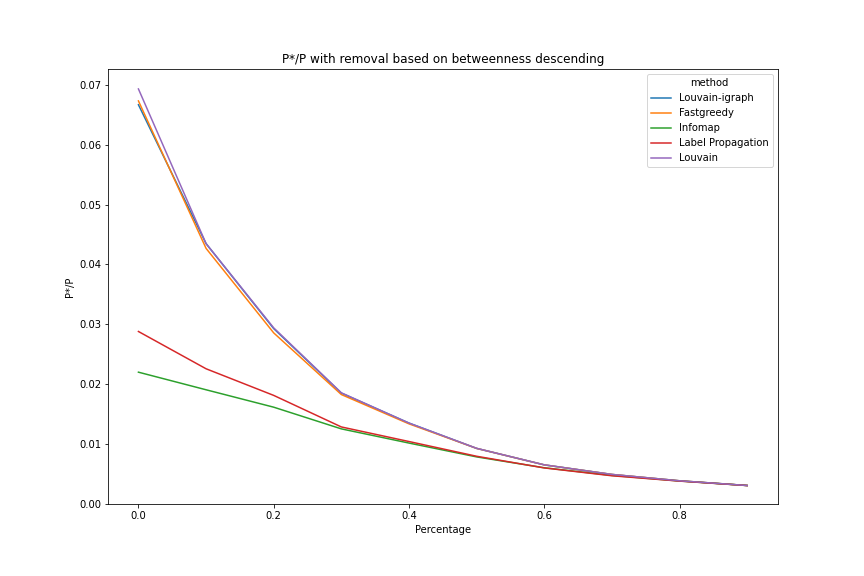 P*/P with removal based on betweenness descending
method
Louvain-igraph
Fastgreedy
Infomap
Label Propagation
Louvain
P*/P
0.07
0.06
0.05
0.04
0.03
0.02
0.01
0.00
0.0 0.2 0.4 0.6 0.8
Percentage